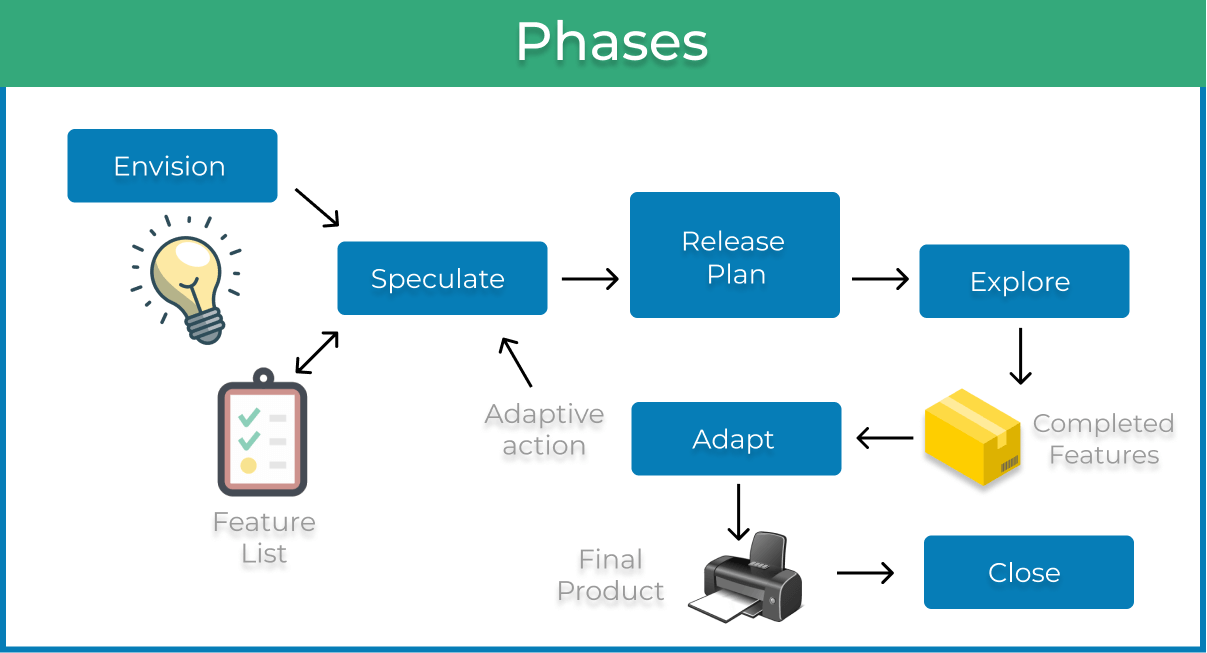 Phases
Envision
Speculate
Release
Plan
Explore
Adaptive
action
Adapt
Completed
Features
Feature
List
Final
Product
Close